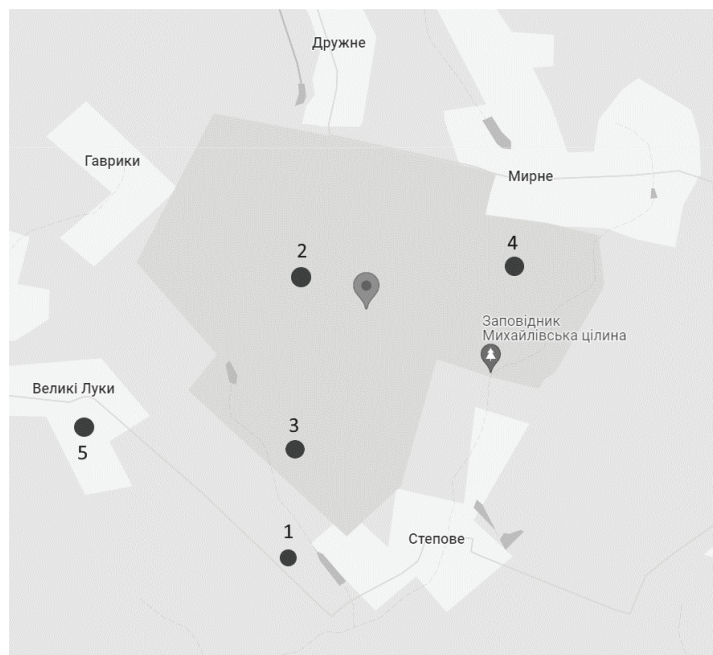 Дружне
Гаврики
Мирне
2
4
Заповідник
Михайлівська цілина
Великі Луки
3
5
1
Степове